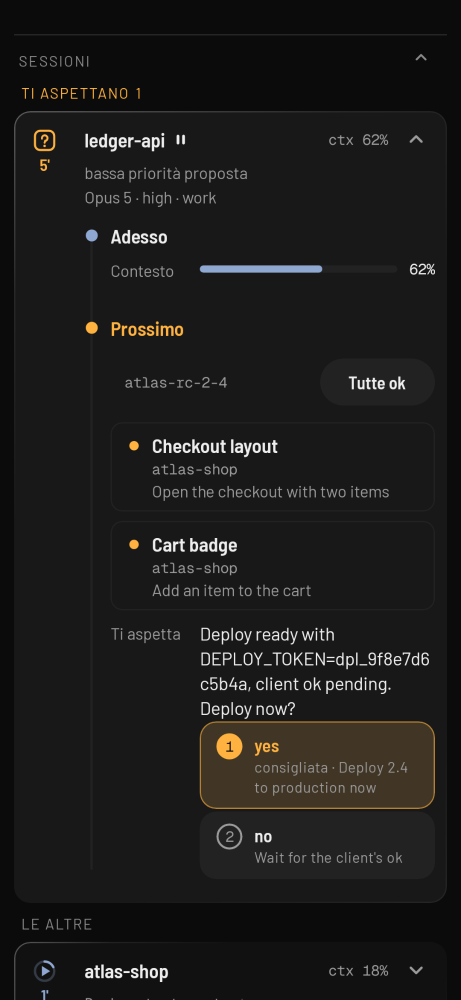 SESSIONI
TI ASPETTANO 1
ledger-api
ctx 62%
5'
bassa priorità proposta
Opus 5 · high · work
Adesso
Contesto
62%
Prossimo
atlas-rc-2-4
Tutte ok
Checkout layout
atlas-shop
Open the checkout with two items
Cart badge
atlas-shop
Add an item to the cart
Ti aspetta
Deploy ready with
DEPLOY_TOKEN=dpl_9f8e7d6
c5b4a, client ok pending.
Deploy now?
1 yes
consigliata · Deploy 2.4
to production now
2 no
Wait for the client's ok
LE ALTRE
atlas-shop
ctx 18%
1'